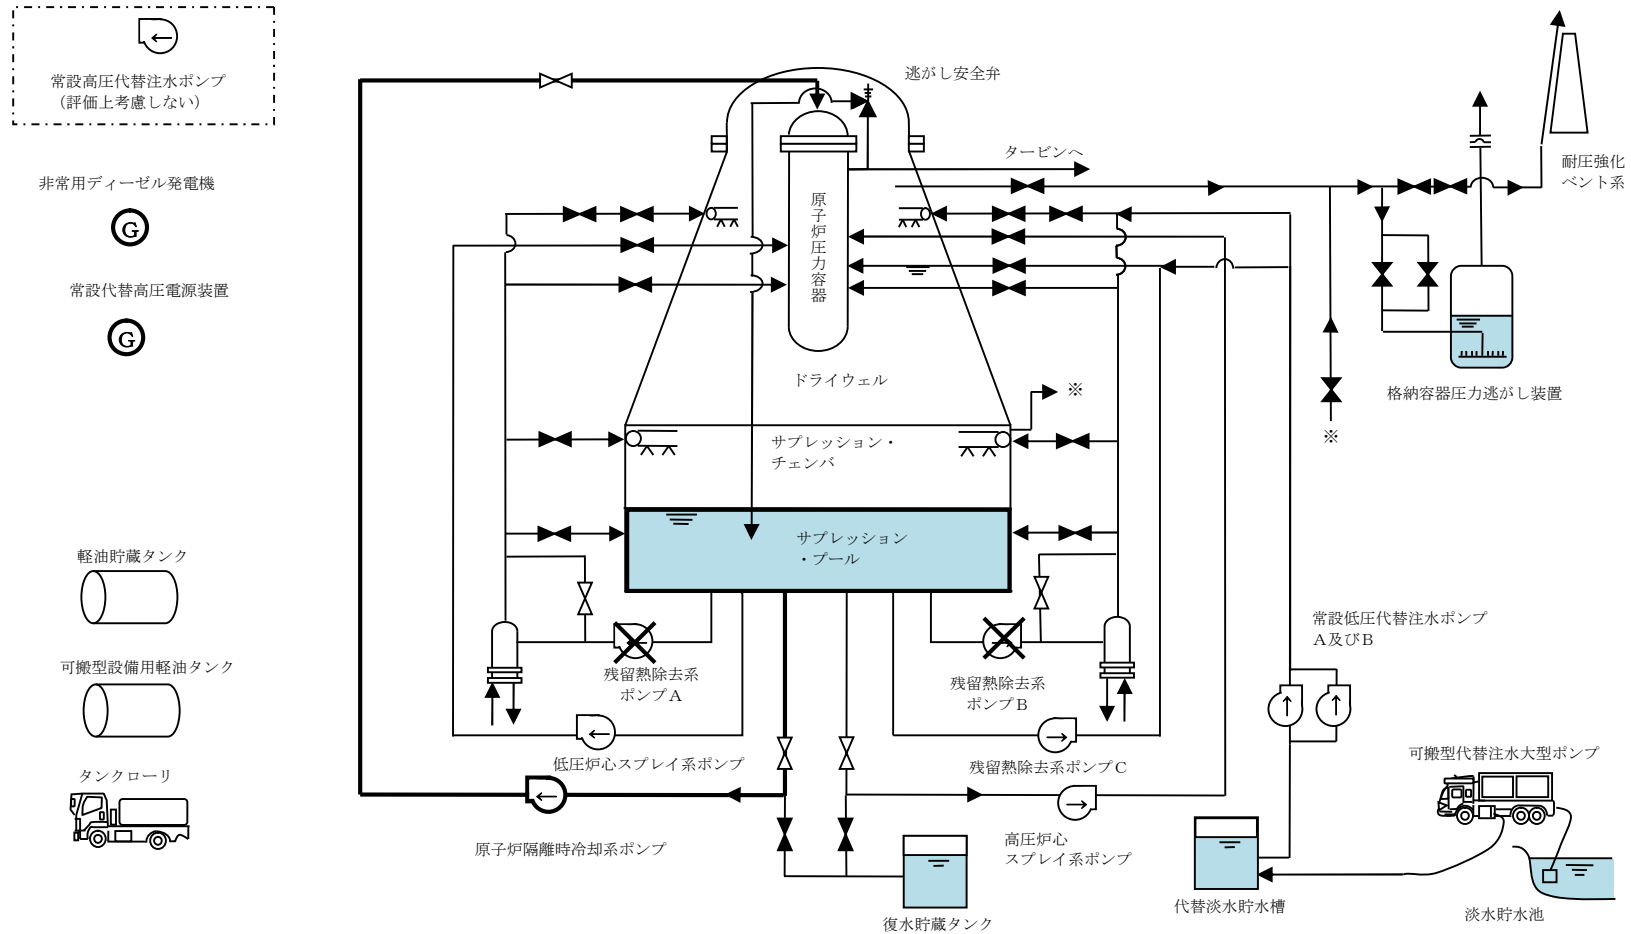 常設高圧代替注水ポンプ
（評価上考慮しない）
逃がし安全弁
タービンへ
耐圧強化
ベント系
非常用ディーゼル発電機
G
原子炉圧力容器
常設代替高圧電源装置
G
ドライウェル
※
格納容器圧力逃がし装置
※
サプレッション・
チェンバ
サプレッション
・プール
軽油貯蔵タンク
常設低圧代替注水ポンプ
A及びB
可搬型設備用軽油タンク
残留熱除去系
ポンプA
残留熱除去系
ポンプB
低圧炉心スプレイ系ポンプ
残留熱除去系ポンプC
可搬型代替注水大型ポンプ
タンクローリ
原子炉隔離時冷却系ポンプ
高圧炉心
スプレイ系ポンプ
復水貯蔵タンク
代替淡水貯水槽
淡水貯水池